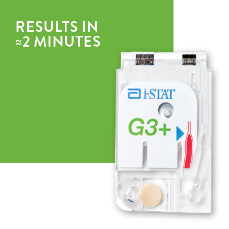 RESULTS IN
≈2 MINUTES
i-STAT
G3+